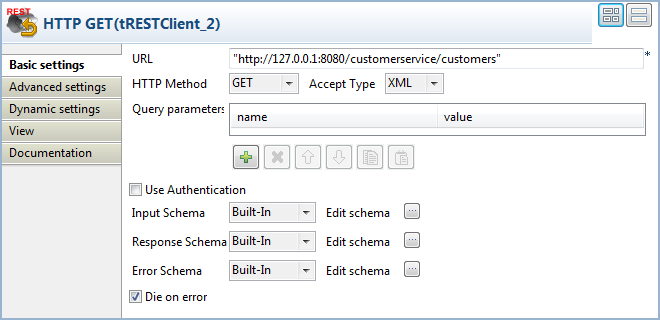 REST
HTTP GET(tRESTClient_2)
Basic settings
Advanced settings
Dynamic settings
View
Documentation
URL "http://127.0.0.1:8080/customerservice/customers" *
HTTP Method GET Accept Type XML
Query parameters name value
Use Authentication
Input Schema Built-In Edit schema ...
Response Schema Built-In Edit schema ...
Error Schema Built-In Edit schema ...
Die on error